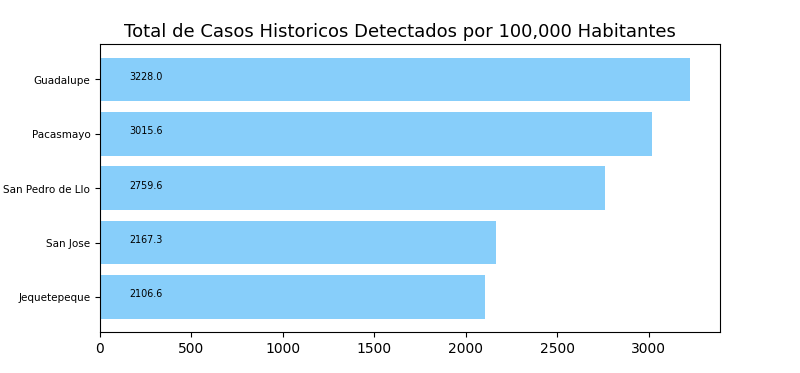 Total de Casos Historicos Detectados por 100,000 Habitantes
Guadalupe 3228.0
Pacasmayo 3015.6
San Pedro de Llo 2759.6
San Jose 2167.3
Jequetepeque 2106.6
0 500 1000 1500 2000 2500 3000